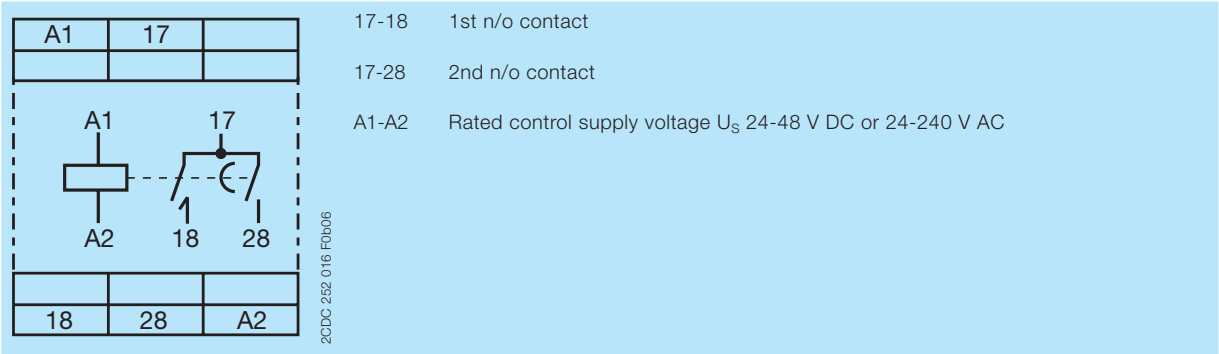 A1 17
17-18 1st n/o contact
17-28 2nd n/o contact
A1-A2 Rated control supply voltage US 24-48 V DC or 24-240 V AC
A1 17
A2 18 28
18 28 A2
2CDC 252 016 F0b06